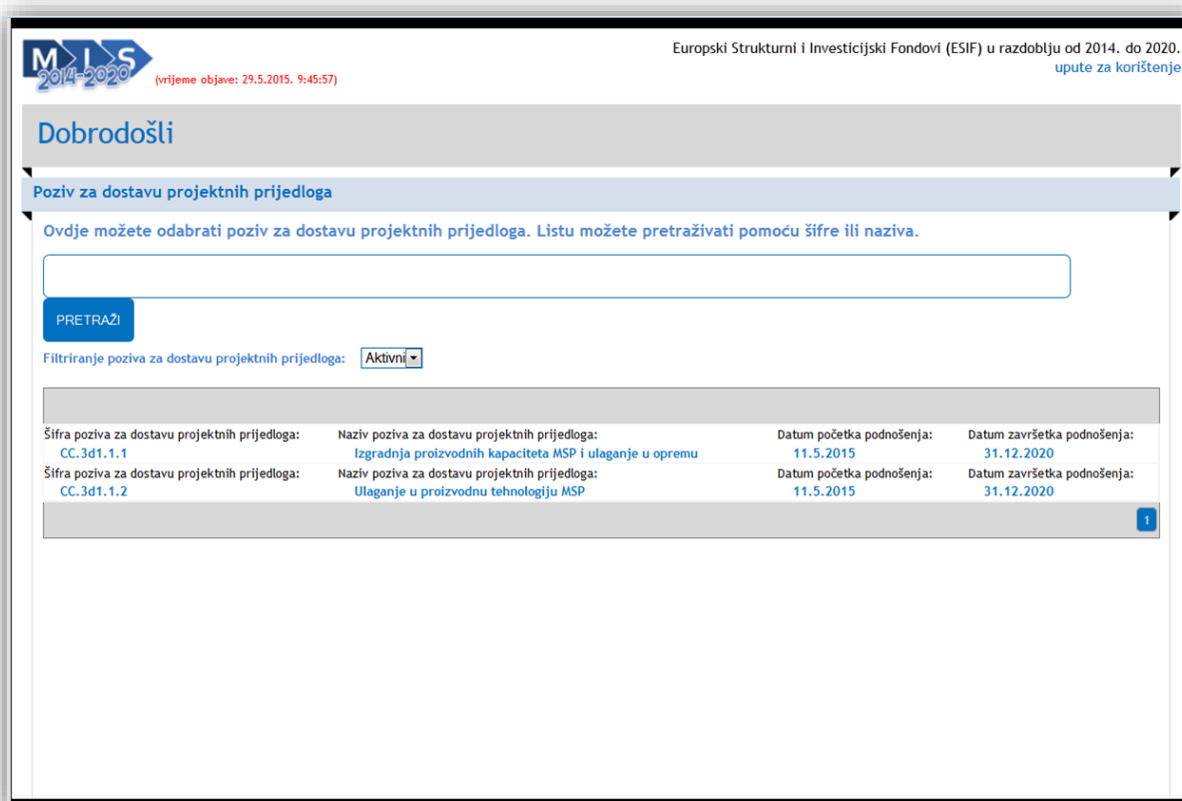 MIS
2014-2020
(vrijeme objave: 29.5.2015. 9:45:57)
Europski Strukturni i Investicijski Fondovi (ESIF) u razdoblju od 2014. do 2020.
upute za korištenje
Dobrodošli
Poziv za dostavu projektnih prijedloga
Ovdje možete odabrati poziv za dostavu projektnih prijedloga. Listu možete pretraživati pomoću šifre ili naziva.
PRETRAŽI
Filtriranje poziva za dostavu projektnih prijedloga: Aktivni
Šifra poziva za dostavu projektnih prijedloga: Naziv poziva za dostavu projektnih prijedloga: Datum početka podnošenja: Datum završetka podnošenja:
CC.3d1.1.1 Izgradnja proizvodnih kapaciteta MSP i ulaganje u opremu 11.5.2015 31.12.2020
Šifra poziva za dostavu projektnih prijedloga: Naziv poziva za dostavu projektnih prijedloga: Datum početka podnošenja: Datum završetka podnošenja:
CC.3d1.1.2 Ulaganje u proizvodnu tehnologiju MSP 11.5.2015 31.12.2020
1